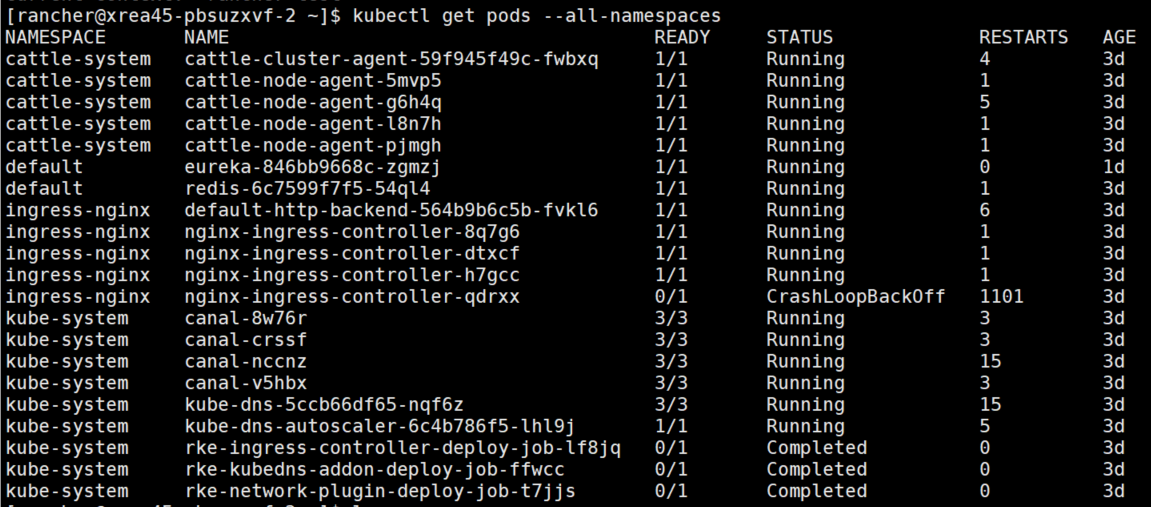 [rancher@xrea45-pbsuzxvf-2 ~]$ kubectl get pods --all-namespaces
NAMESPACE NAME READY STATUS RESTARTS AGE
cattle-system cattle-cluster-agent-59f945f49c-fwbxq 1/1 Running 4 3d
cattle-system cattle-node-agent-5mvp5 1/1 Running 1 3d
cattle-system cattle-node-agent-g6h4q 1/1 Running 5 3d
cattle-system cattle-node-agent-l8n7h 1/1 Running 1 3d
cattle-system cattle-node-agent-pjmgh 1/1 Running 1 3d
default eureka-846bb9668c-zgmzj 1/1 Running 0 1d
default redis-6c7599f7f5-54ql4 1/1 Running 1 3d
ingress-nginx default-http-backend-564b9b6c5b-fvkl6 1/1 Running 6 3d
ingress-nginx nginx-ingress-controller-8q7g6 1/1 Running 1 3d
ingress-nginx nginx-ingress-controller-dtxcf 1/1 Running 1 3d
ingress-nginx nginx-ingress-controller-h7gcc 1/1 Running 1 3d
ingress-nginx nginx-ingress-controller-qdrxx 0/1 CrashLoopBackOff 1101 3d
kube-system canal-8w76r 3/3 Running 3 3d
kube-system canal-crssf 3/3 Running 3 3d
kube-system canal-nccnz 3/3 Running 15 3d
kube-system canal-v5hbx 3/3 Running 3 3d
kube-system kube-dns-5ccb66df65-nqf6z 3/3 Running 15 3d
kube-system kube-dns-autoscaler-6c4b786f5-lhl9j 1/1 Running 5 3d
kube-system rke-ingress-controller-deploy-job-lf8jq 0/1 Completed 0 3d
kube-system rke-kubedns-addon-deploy-job-ffwcc 0/1 Completed 0 3d
kube-system rke-network-plugin-deploy-job-t7jjs 0/1 Completed 0 3d